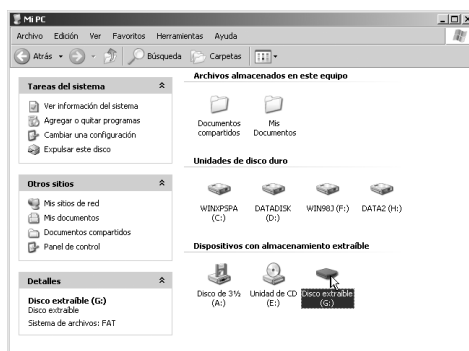 Mi PC
Archivo Edición Ver Favoritos Herramientas Ayuda
Atrás Búsqueda Carpetas
Tareas del sistema
Ver información del sistema
Agregar o quitar programas
Cambiar una configuración
Expulsar este disco
Otros sitios
Mis sitios de red
Mis documentos
Documentos compartidos
Panel de control
Detalles
Disco extraíble (G:)
Disco extraíble
Sistema de archivos: FAT
Archivos almacenados en este equipo
Documentos compartidos
Mis Documentos
Unidades de disco duro
WINXPSPA (C:)
DATADISK (D:)
WIN98J (F:)
DATA2 (H:)
Dispositivos con almacenamiento extraíble
Disco de 3½ (A:)
Unidad de CD (E:)
Disco extraíble (G:)